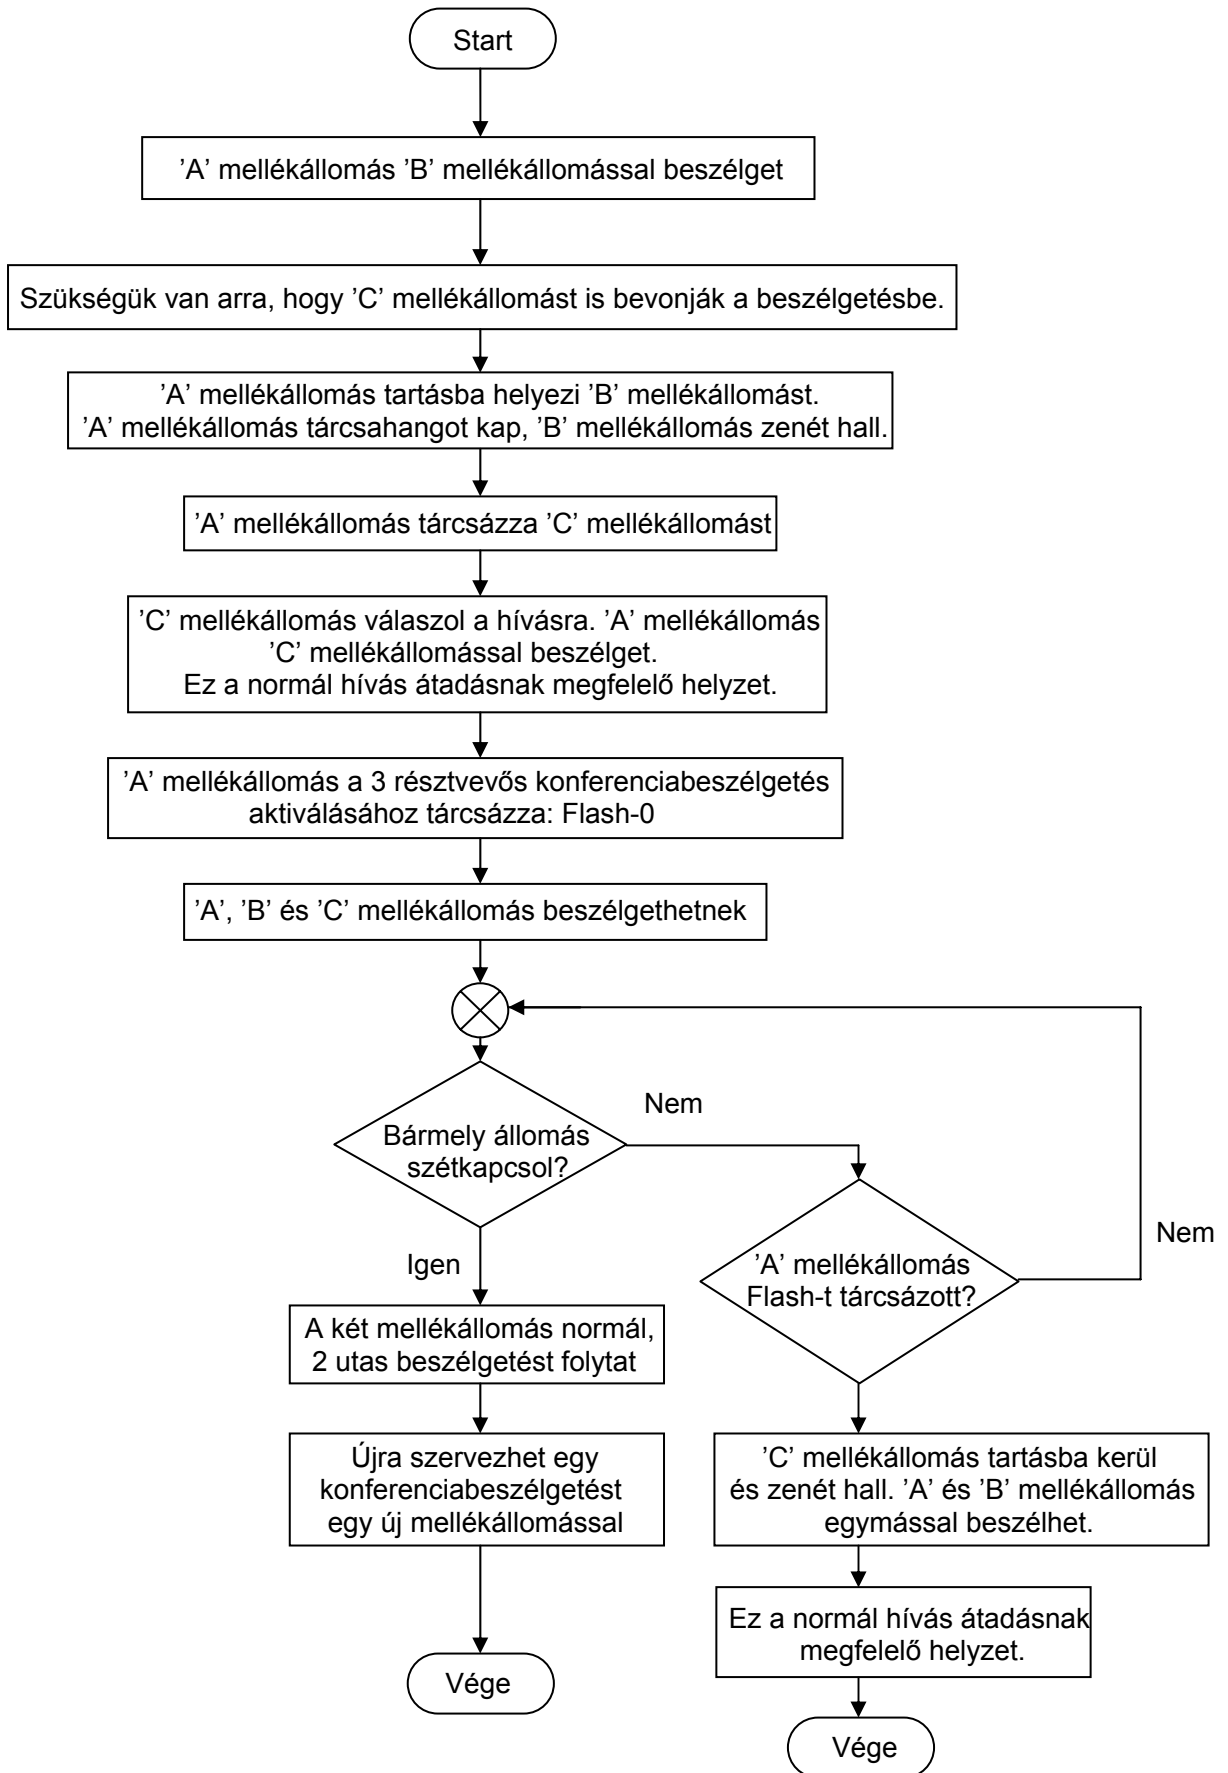 Start
’A’ mellékállomás ’B’ mellékállomással beszélget
Szükségük van arra, hogy ’C’ mellékállomást is bevonják a beszélgetésbe.
’A’ mellékállomás tartásba helyezi ’B’ mellékállomást.
’A’ mellékállomás tárcsahangot kap, ’B’ mellékállomás zenét hall.
’A’ mellékállomás tárcsázza ’C’ mellékállomást
’C’ mellékállomás válaszol a hívásra. ’A’ mellékállomás
’C’ mellékállomással beszélget.
Ez a normál hívás átadásnak megfelelő helyzet.
’A’ mellékállomás a 3 résztvevős konferenciabeszélgetés
aktiválásához tárcsázza: Flash-0
’A’, ’B’ és ’C’ mellékállomás beszélgethetnek
Nem
Bármely állomás
szétkapcsol?
Nem
Igen
’A’ mellékállomás
Flash-t tárcsázott?
A két mellékállomás normál,
2 utas beszélgetést folytat
Újra szervezhet egy
konferenciabeszélgetést
egy új mellékállomással
’C’ mellékállomás tartásba kerül
és zenét hall. ’A’ és ’B’ mellékállomás
egymással beszélhet.
Ez a normál hívás átadásnak
megfelelő helyzet.
Vége
Vége